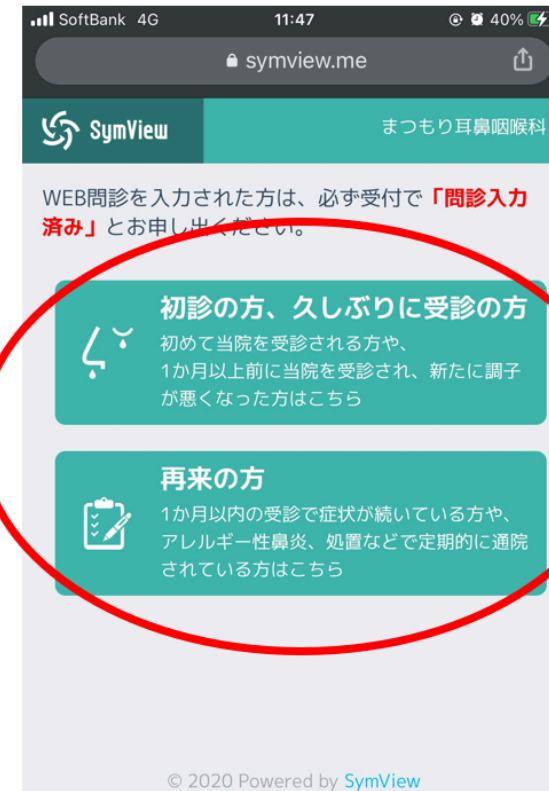 SoftBank 4G 11:47 40%
symview.me
SymView まつもり耳鼻咽喉科
WEB問診を入力された方は、必ず受付で「問診入力
済み」とお申し出ください。
初診の方、久しぶりに受診の方
初めて当院を受診される方や、
1か月以上前に当院を受診され、新たに調子
が悪くなった方はこちら
再来の方
1か月以内の受診で症状が続いている方や、
アレルギー性鼻炎、処置などで定期的に通院
されている方はこちら
© 2020 Powered by SymView